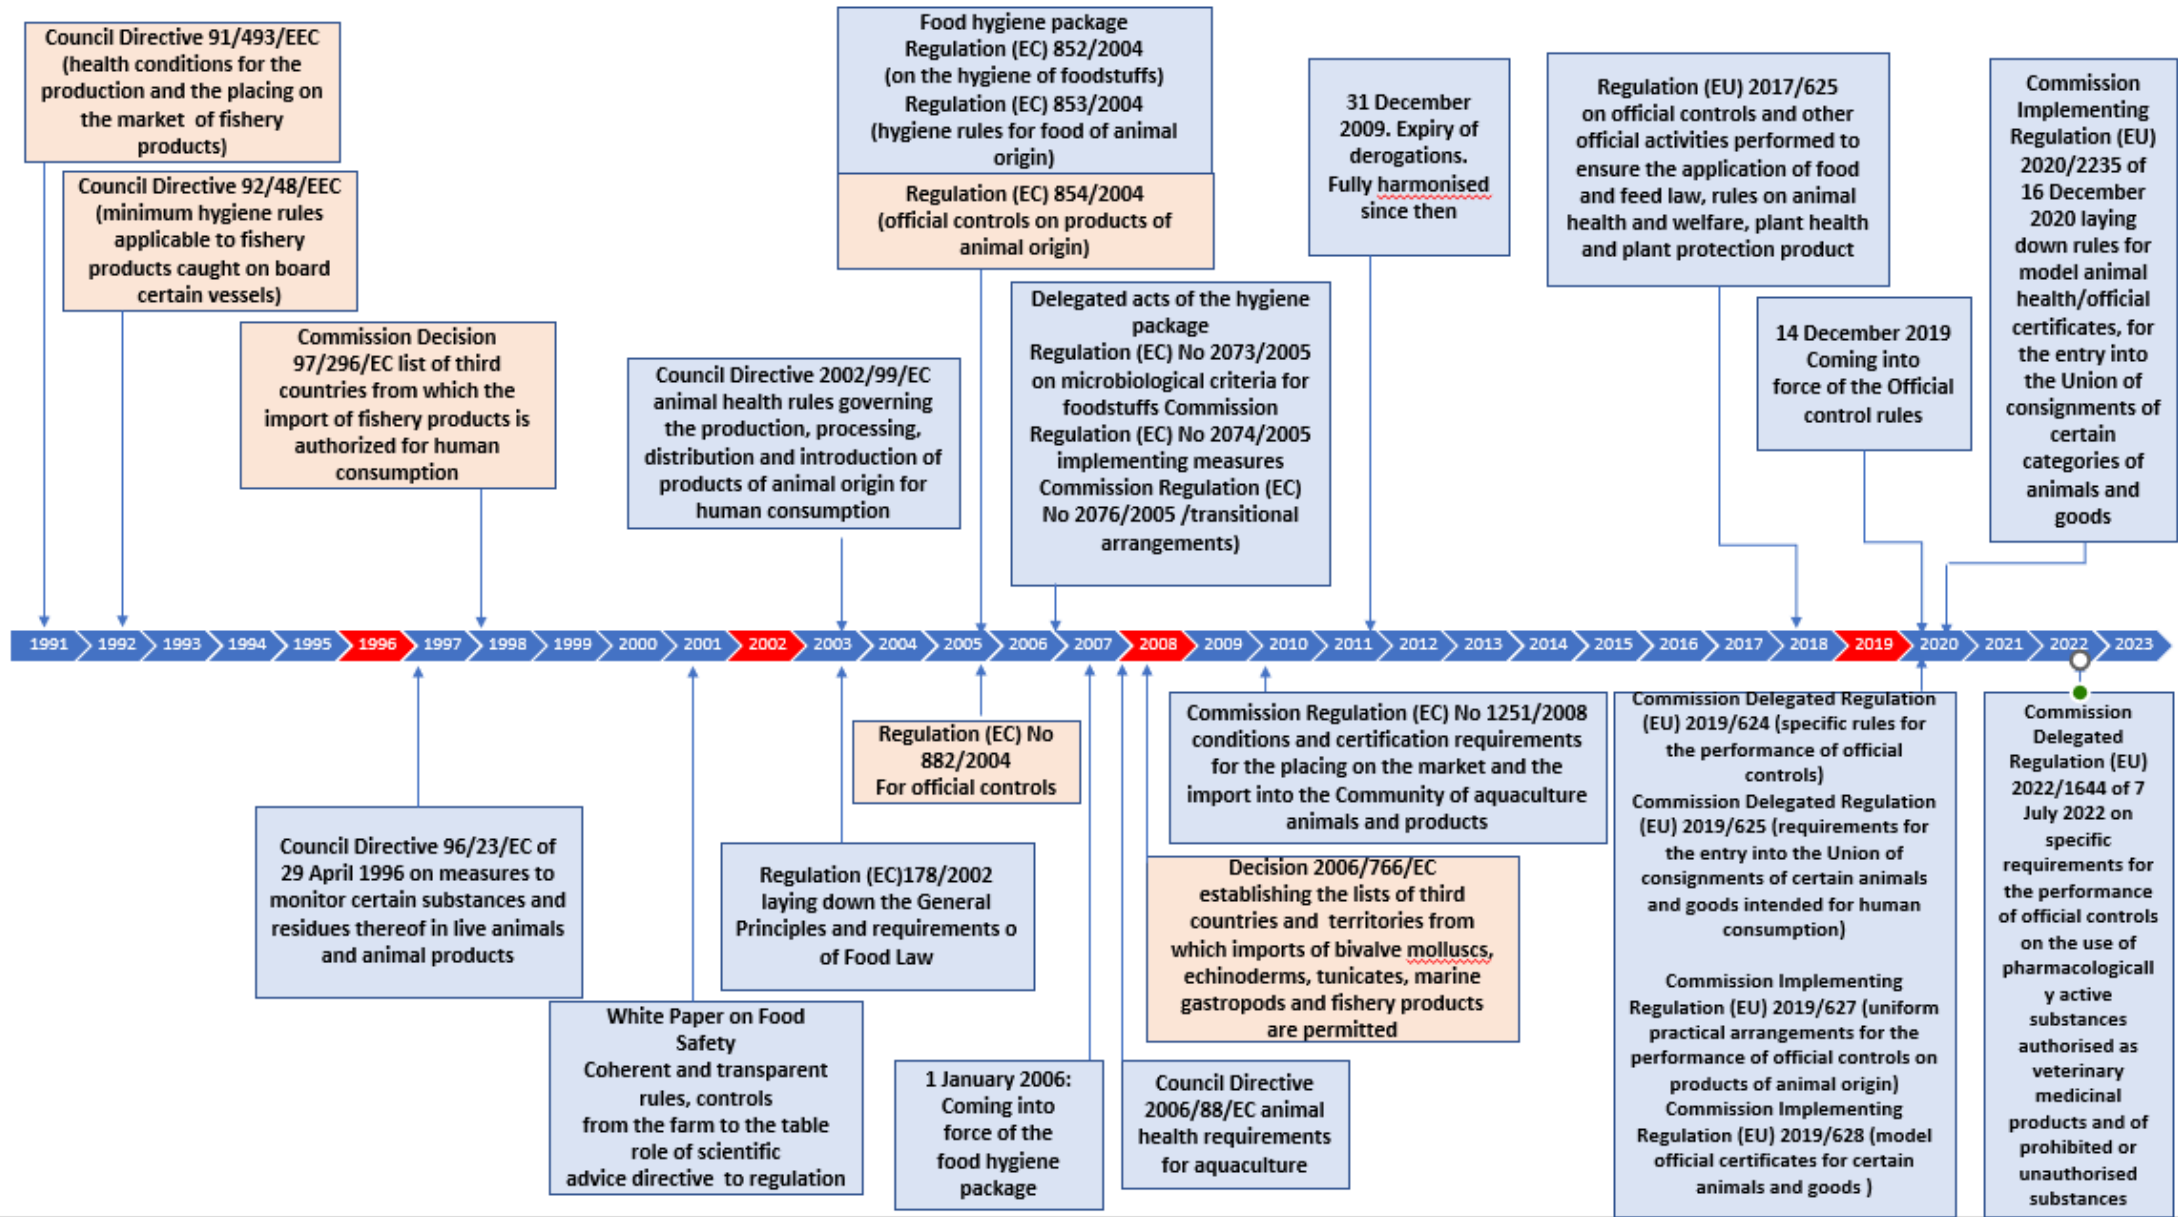 Council Directive 91/493/EEC
(health conditions for the
production and the placing on
the market of fishery
products)
Council Directive 92/48/EEC
(minimum hygiene rules
applicable to fishery
products caught on board
certain vessels)
Commission Decision
97/296/EC list of third
countries from which the
import of fishery products is
authorized for human
consumption
Council Directive 2002/99/EC
animal health rules governing
the production, processing,
distribution and introduction of
products of animal origin for
human consumption
Food hygiene package
Regulation (EC) 852/2004
(on the hygiene of foodstuffs)
Regulation (EC) 853/2004
(hygiene rules for food of animal
origin)
Regulation (EC) 854/2004
(official controls on products of
animal origin)
Delegated acts of the hygiene
package
Regulation (EC) No 2073/2005
on microbiological criteria for
foodstuffs Commission
Regulation (EC) No 2074/2005
implementing measures
Commission Regulation (EC)
No 2076/2005 /transitional
arrangements)
31 December
2009. Expiry of
derogations.
Fully harmonised
since then
Regulation (EU) 2017/625
on official controls and other
official activities performed to
ensure the application of food
and feed law, rules on animal
health and welfare, plant health
and plant protection product
14 December 2019
Coming into
force of the Official
control rules
Commission
Implementing
Regulation (EU)
2020/2235 of
16 December
2020 laying
down rules for
model animal
health/official
certificates, for
the entry into
the Union of
consignments of
certain
categories of
animals and
goods
1991 1992 1993 1994 1995 1996 1997 1998 1999 2000 2001 2002 2003 2004 2005 2006 2007 2008 2009 2010 2011 2012 2013 2014 2015 2016 2017 2018 2019 2020 2021 2022 2023
Council Directive 96/23/EC of
29 April 1996 on measures to
monitor certain substances and
residues thereof in live animals
and animal products
White Paper on Food
Safety
Coherent and transparent
rules, controls
from the farm to the table
role of scientific
advice directive to regulation
Regulation (EC)178/2002
laying down the General
Principles and requirements o
of Food Law
Regulation (EC) No
882/2004
For official controls
1 January 2006:
Coming into
force of the
food hygiene
package
Council Directive
2006/88/EC animal
health requirements
for aquaculture
Decision 2006/766/EC
establishing the lists of third
countries and territories from
which imports of bivalve molluscs,
echinoderms, tunicates, marine
gastropods and fishery products
are permitted
Commission Regulation (EC) No 1251/2008
conditions and certification requirements
for the placing on the market and the
import into the Community of aquaculture
animals and products
Commission Delegated Regulation
(EU) 2019/624 (specific rules for
the performance of official
controls)
Commission Delegated Regulation
(EU) 2019/625 (requirements for
the entry into the Union of
consignments of certain animals
and goods intended for human
consumption)
Commission Implementing
Regulation (EU) 2019/627 (uniform
practical arrangements for the
performance of official controls on
products of animal origin)
Commission Implementing
Regulation (EU) 2019/628 (model
official certificates for certain
animals and goods )
Commission
Delegated
Regulation (EU)
2022/1644 of 7
July 2022 on
specific
requirements for
the performance
of official controls
on the use of
pharmacologicall
y active
substances
authorised as
veterinary
medicinal
products and of
prohibited or
unauthorised
substances